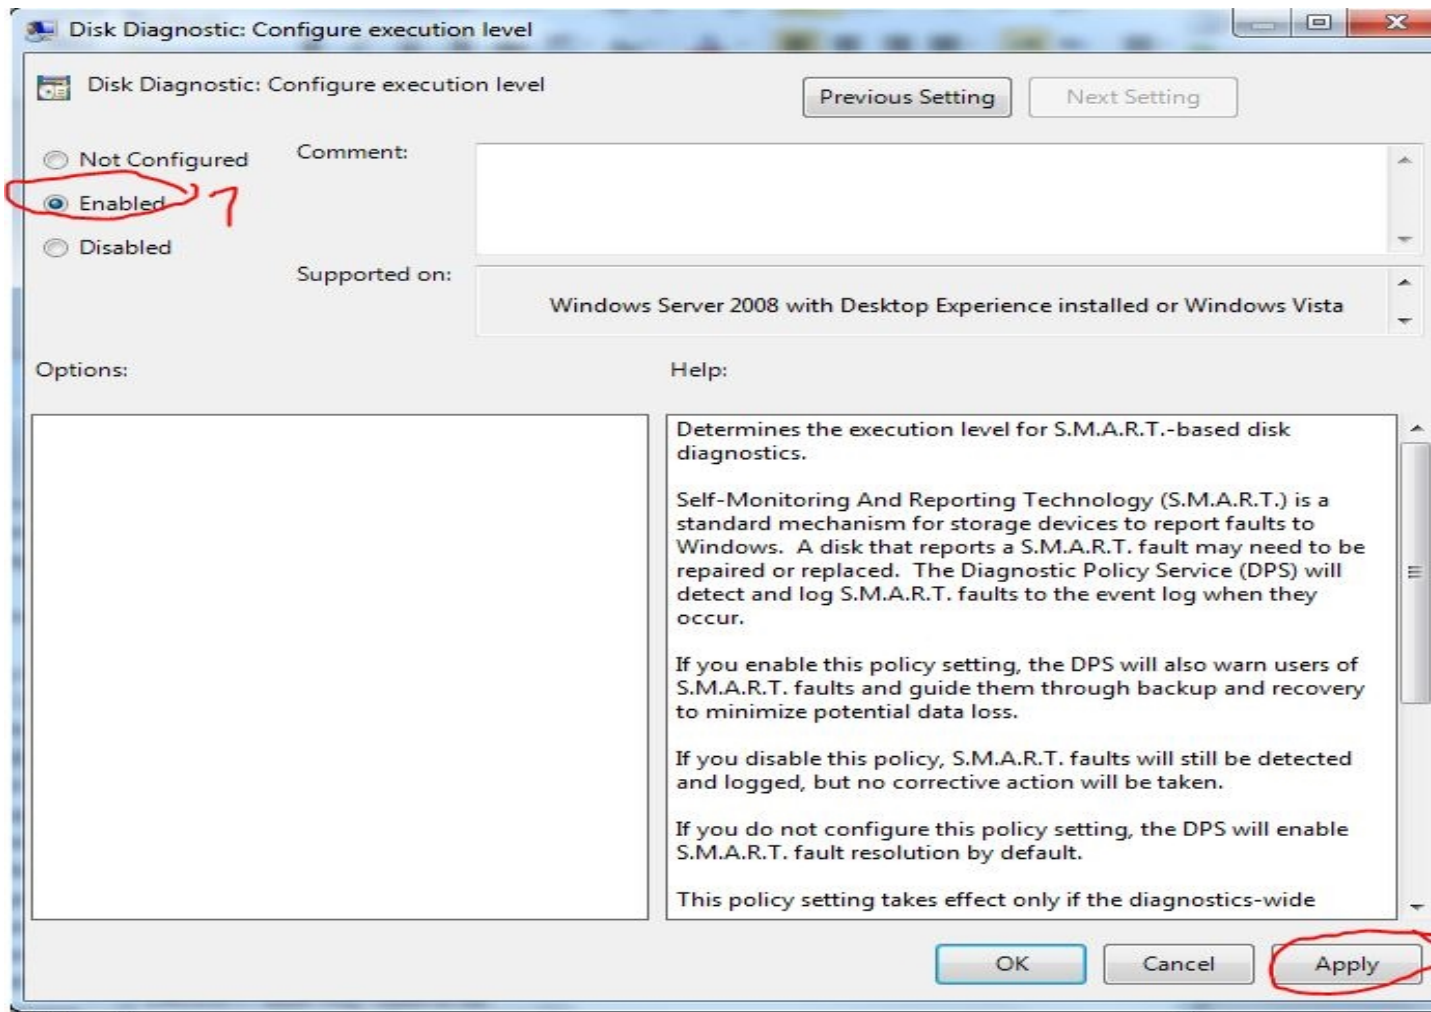 Disk Diagnostic: Configure execution level
Disk Diagnostic: Configure execution level
Previous Setting
Next Setting
Not Configured
Comment:
Enabled
1
Disabled
Supported on:
Windows Server 2008 with Desktop Experience installed or Windows Vista
Options:
Help:
Determines the execution level for S.M.A.R.T.-based disk
diagnostics.
Self-Monitoring And Reporting Technology (S.M.A.R.T.) is a
standard mechanism for storage devices to report faults to
Windows.  A disk that reports a S.M.A.R.T. fault may need to be
repaired or replaced.  The Diagnostic Policy Service (DPS) will
detect and log S.M.A.R.T. faults to the event log when they
occur.
If you enable this policy setting, the DPS will also warn users of
S.M.A.R.T. faults and guide them through backup and recovery
to minimize potential data loss.
If you disable this policy, S.M.A.R.T. faults will still be detected
and logged, but no corrective action will be taken.
If you do not configure this policy setting, the DPS will enable
S.M.A.R.T. fault resolution by default.
This policy setting takes effect only if the diagnostics-wide
OK
Cancel
Apply